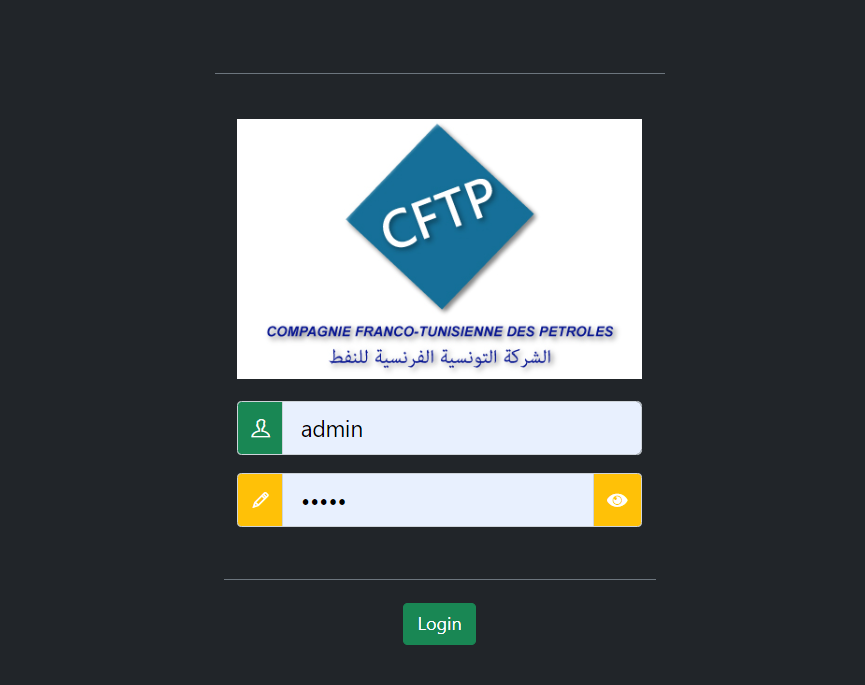 CFTP
COMPAGNIE FRANCO-TUNISIENNE DES PETROLES
الشركة التونسية الفرنسية للنفط
admin
•••••
Login